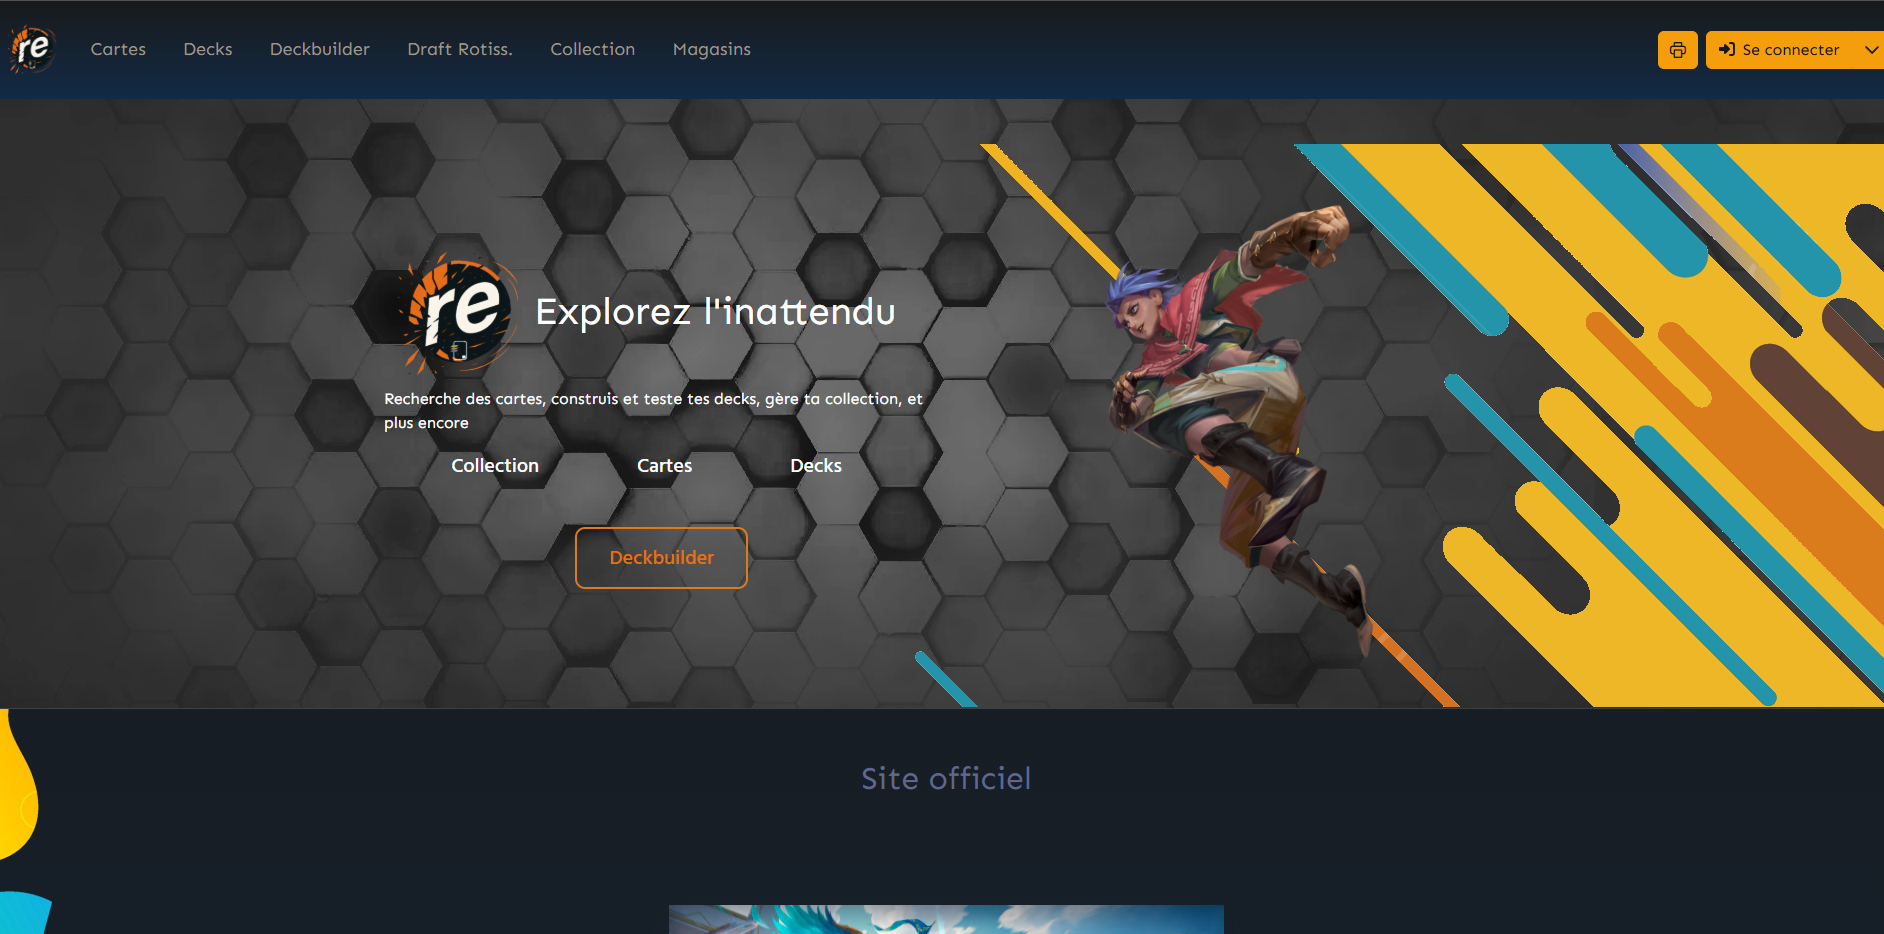 re
Cartes
Decks
Deckbuilder
Draft Rotiss.
Collection
Magasins
Se connecter
re
Explorez l'inattendu
Recherche des cartes, construis et teste tes decks, gère ta collection, et
plus encore
Collection
Cartes
Decks
Deckbuilder
Site officiel